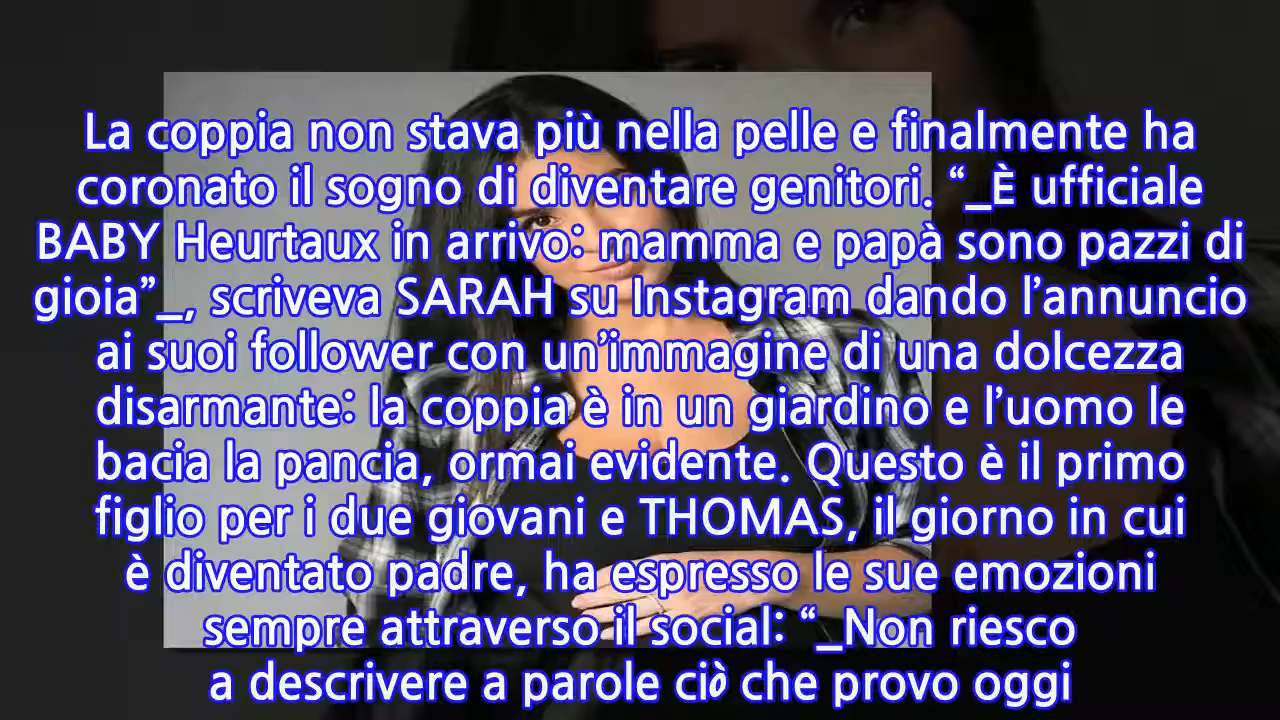 La coppia non stava più nella pelle e finalmente ha
coronato il sogno di diventare genitori. “_È ufficiale
BABY Heurtaux in arrivo: mamma e papà sono pazzi di
gioia”_, scriveva SARAH su Instagram dando l’annuncio
ai suoi follower con un’immagine di una dolcezza
disarmante: la coppia è in un giardino e l’uomo le
bacia la pancia, ormai evidente. Questo è il primo
figlio per i due giovani e THOMAS, il giorno in cui
è diventato padre, ha espresso le sue emozioni
sempre attraverso il social: “_Non riesco
a descrivere a parole ciò che provo oggi